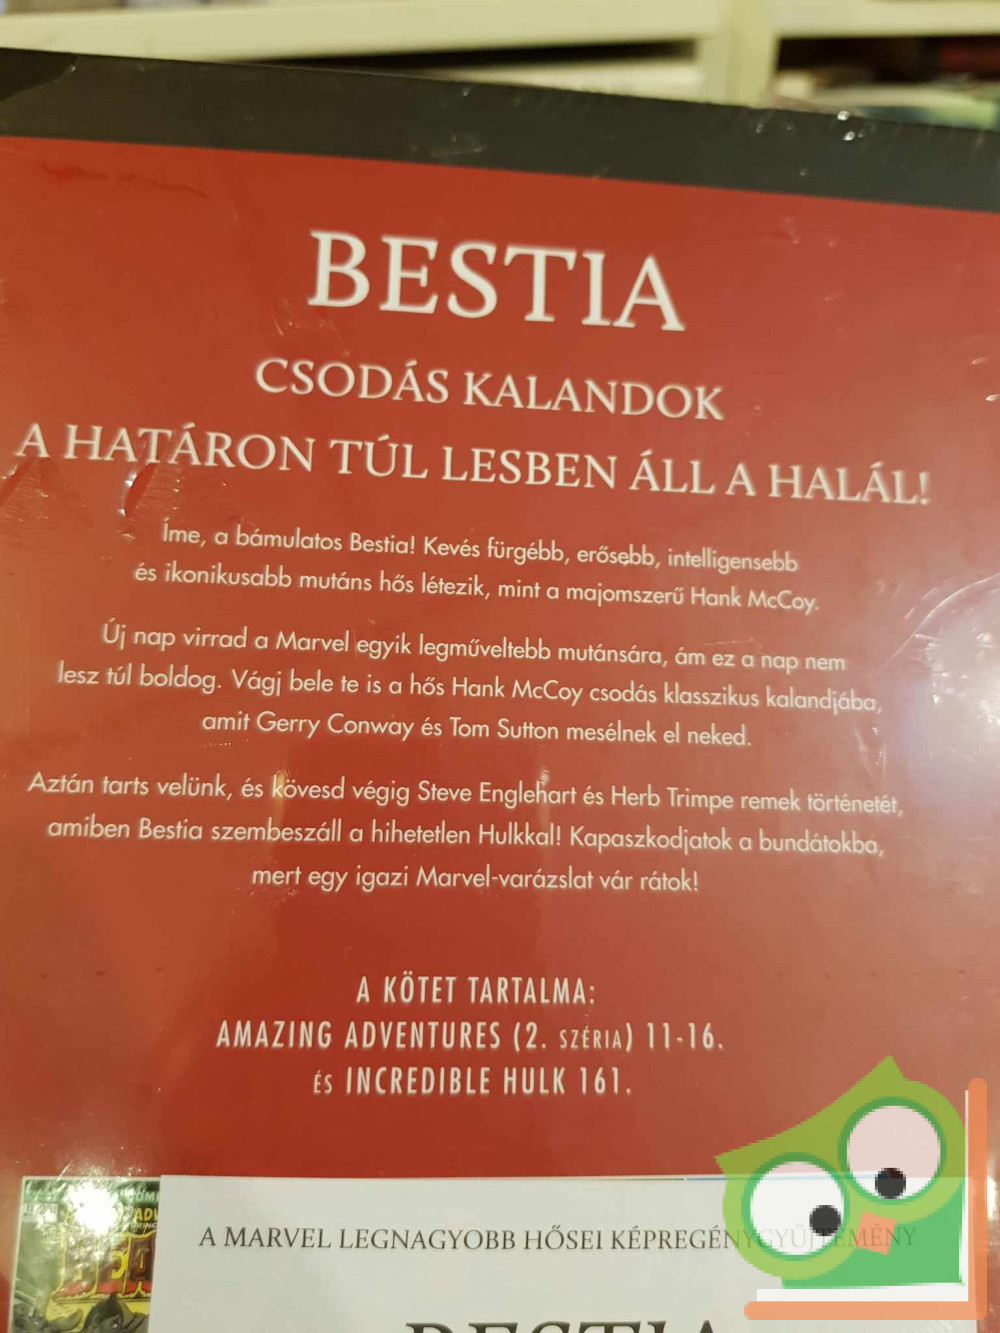 BESTIA
CSODÁS KALANDOK
A HATÁRON TÚL LESBEN ÁLL A HALÁL!
Íme, a bámulatos Bestia! Kevés fürgébb, erősebb, intelligensebb
és ikonikusabb mutáns hős létezik, mint a majomszerű Hank McCoy.
Új nap virrad a Marvel egyik legműveltebb mutánsára, ám ez a nap nem
lesz túl boldog. Vágj bele te is a hős Hank McCoy csodás klasszikus kalandjába,
amit Gerry Conway és Tom Sutton mesélnek el neked.
Aztán tarts velünk, és kövesd végig Steve Englehart és Herb Trimpe remek történetét,
amiben Bestia szembeszáll a hihetetlen Hulkkal! Kapaszkodjatok a bundátokba,
mert egy igazi Marvel-varázslat vár rátok!
A KÖTET TARTALMA:
AMAZING ADVENTURES (2. SZÉRIA) 11-16.
ÉS INCREDIBLE HULK 161.
A MARVEL LEGNAGYOBB HŐSEI KÉPREGÉNYGYŰJTEMÉNY
BESTIA